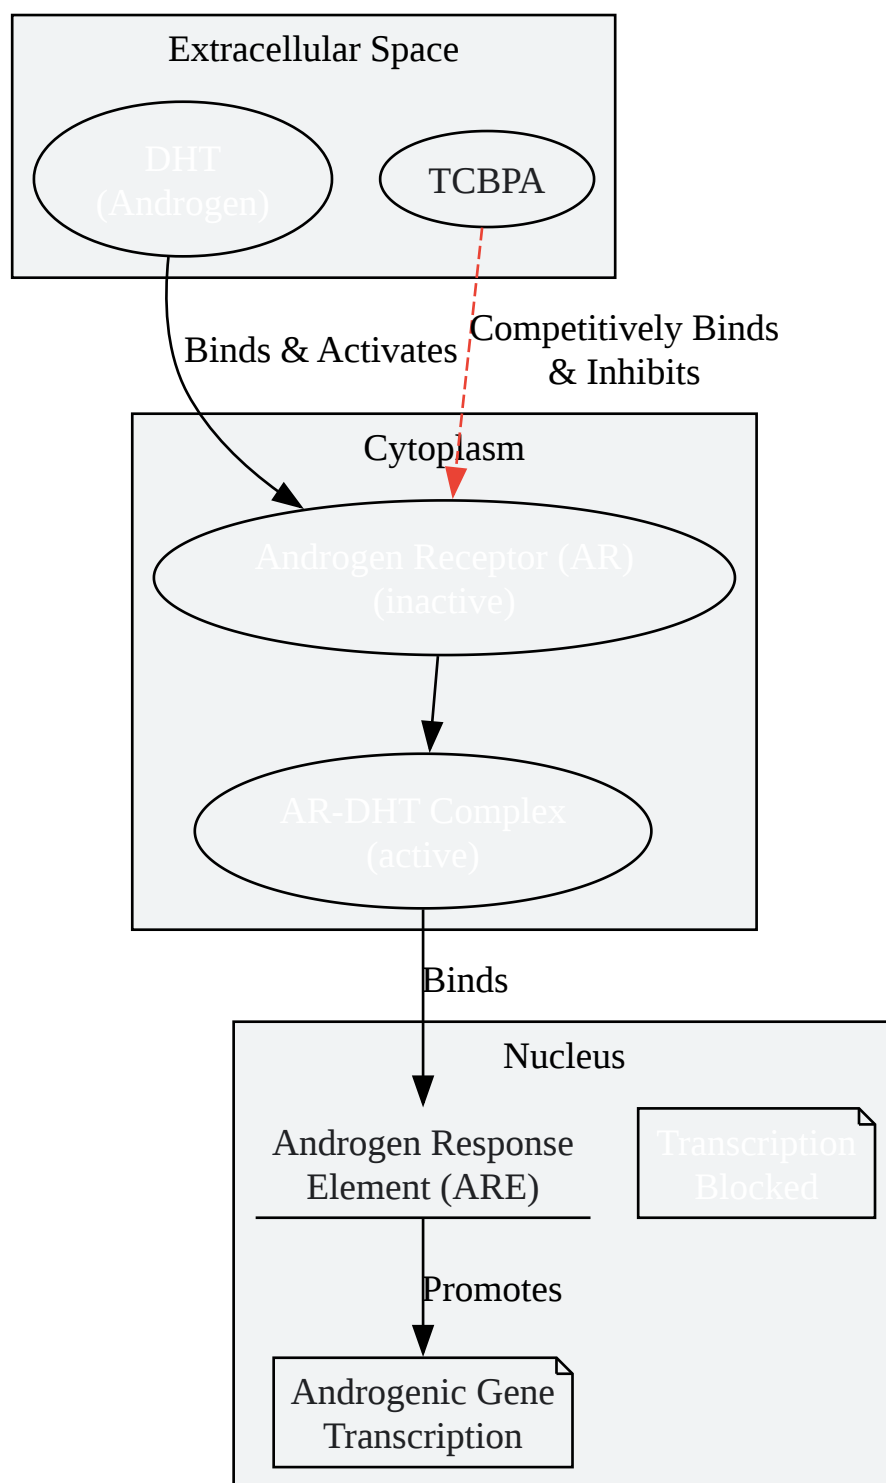 Extracellular Space
DHT
(Androgen)
TCBPA
Binds & Activates
Competitively Binds
& Inhibits
Cytoplasm
Androgen Receptor (AR)
(inactive)
AR-DHT Complex
(active)
Binds
Nucleus
Androgen Response
Element (ARE)
Transcription
Blocked
Promotes
Androgenic Gene
Transcription